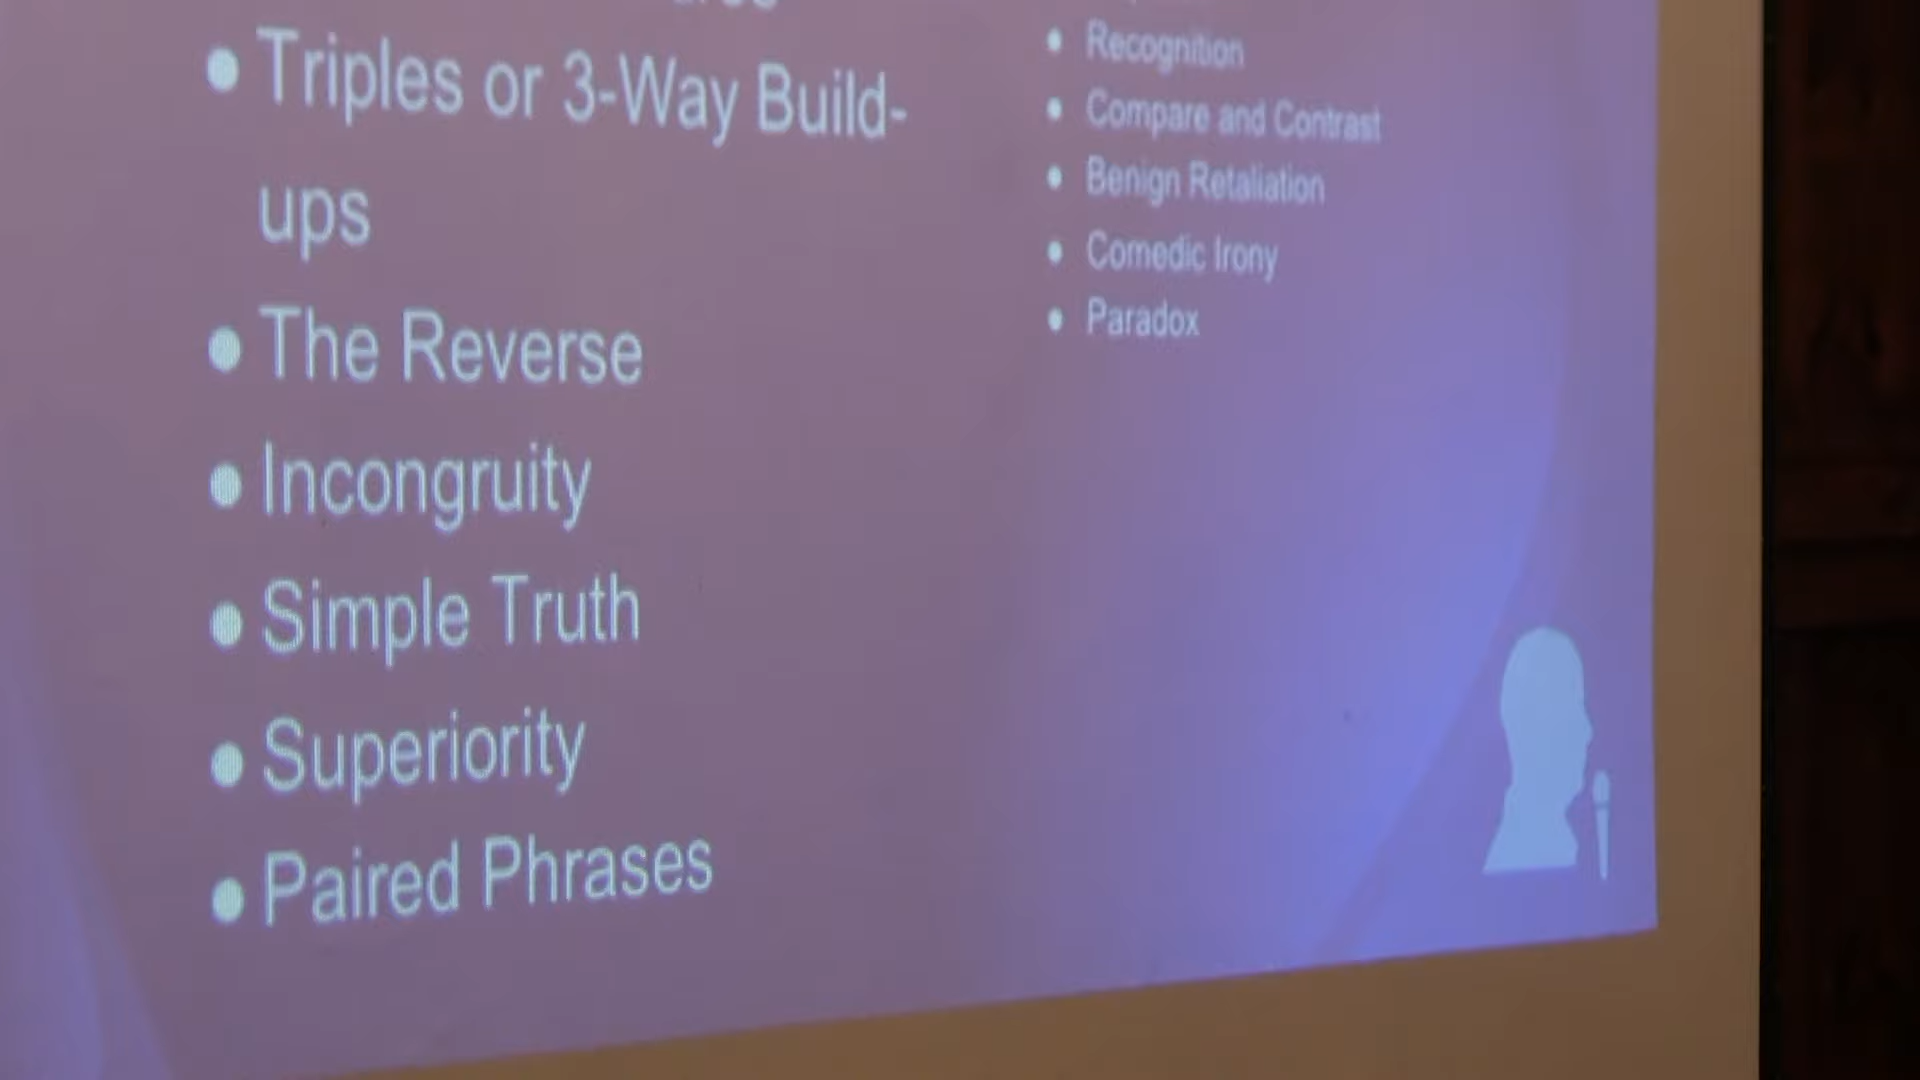 Triples or 3-Way Build-
ups
The Reverse
Incongruity
Simple Truth
Superiority
Paired Phrases
Recognition
Compare and Contrast
Benign Retaliation
Comedic Irony
Paradox